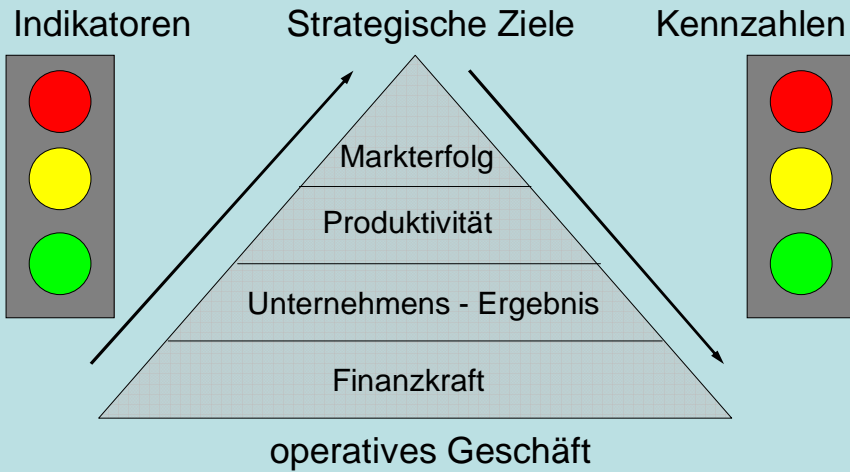 Indikatoren
Strategische Ziele
Kennzahlen
Markterfolg
Produktivität
Unternehmens - Ergebnis
Finanzkraft
operatives Geschäft